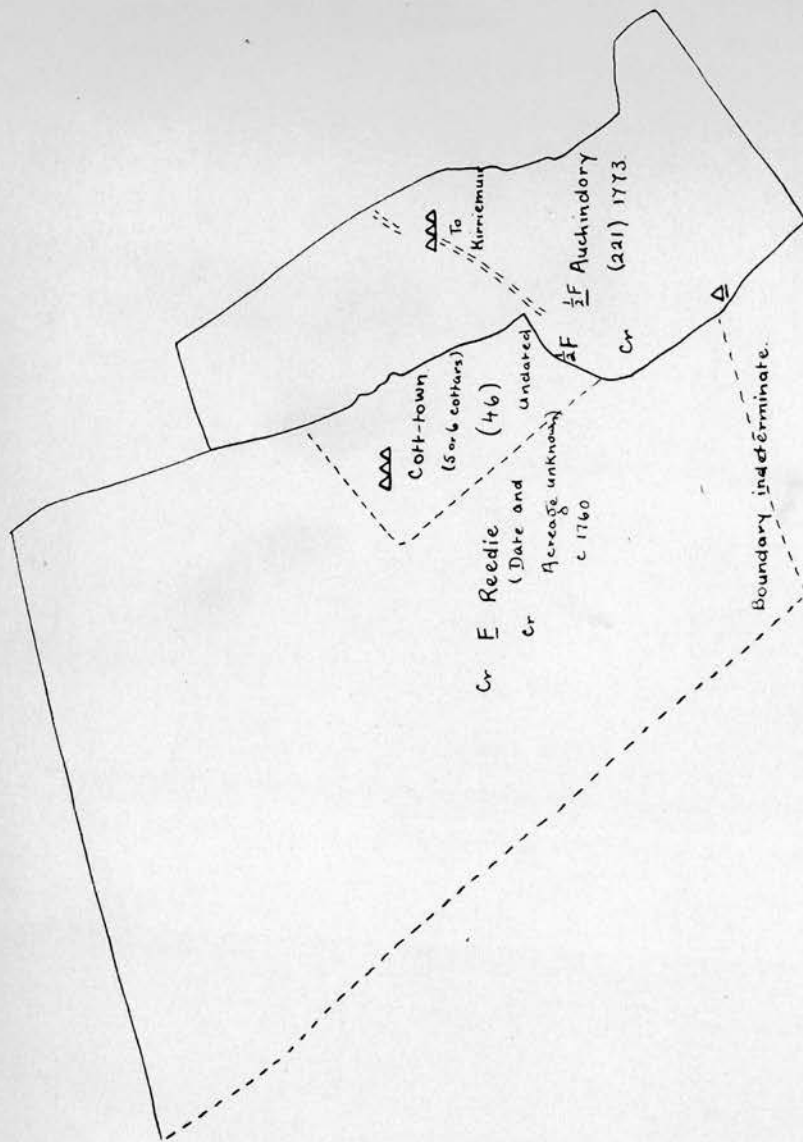 To
Kirriemuir
½F Auchindory
(221) 1773.
Cott-town
(5 or 6 cottars)
(46)
Undated
½F
Cr
Cr F Reedie
Cr (Date and
Acreage unknown)
c 1760
Boundary indeterminate.